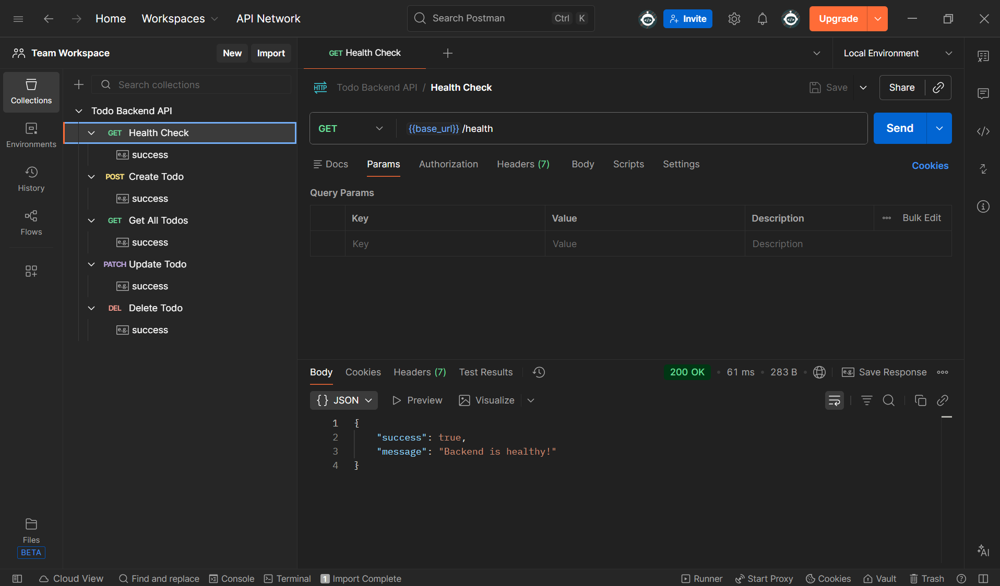 Home Workspaces API Network Search Postman Ctrl K Invite Upgrade
Team Workspace New Import
GET Health Check
Local Environment
Collections
Environments
History
Flows
Files
BETA
Search collections
Todo Backend API
GET Health Check
e.g. success
POST Create Todo
e.g. success
GET Get All Todos
e.g. success
PATCH Update Todo
e.g. success
DEL Delete Todo
e.g. success
HTTP Todo Backend API / Health Check Save Share
GET {{base_url}} /health Send
Docs Params Authorization Headers (7) Body Scripts Settings Cookies
Query Params
Key Value Description Bulk Edit
Key Value Description
Body Cookies Headers (7) Test Results 200 OK 61 ms 283 B e.g. Save Response
{} JSON Preview Visualize
1 {
2 "success": true,
3 "message": "Backend is healthy!"
4 }
AI
Cloud View Find and replace Console Terminal 1 Import Complete Runner Start Proxy Cookies Vault Trash